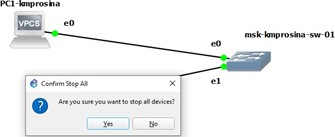 PC1-kmprosina
VPCS
e0
e0
msk-kmprosina-sw-01
e1
Confirm Stop All
Are you sure you want to stop all devices?
Yes
No